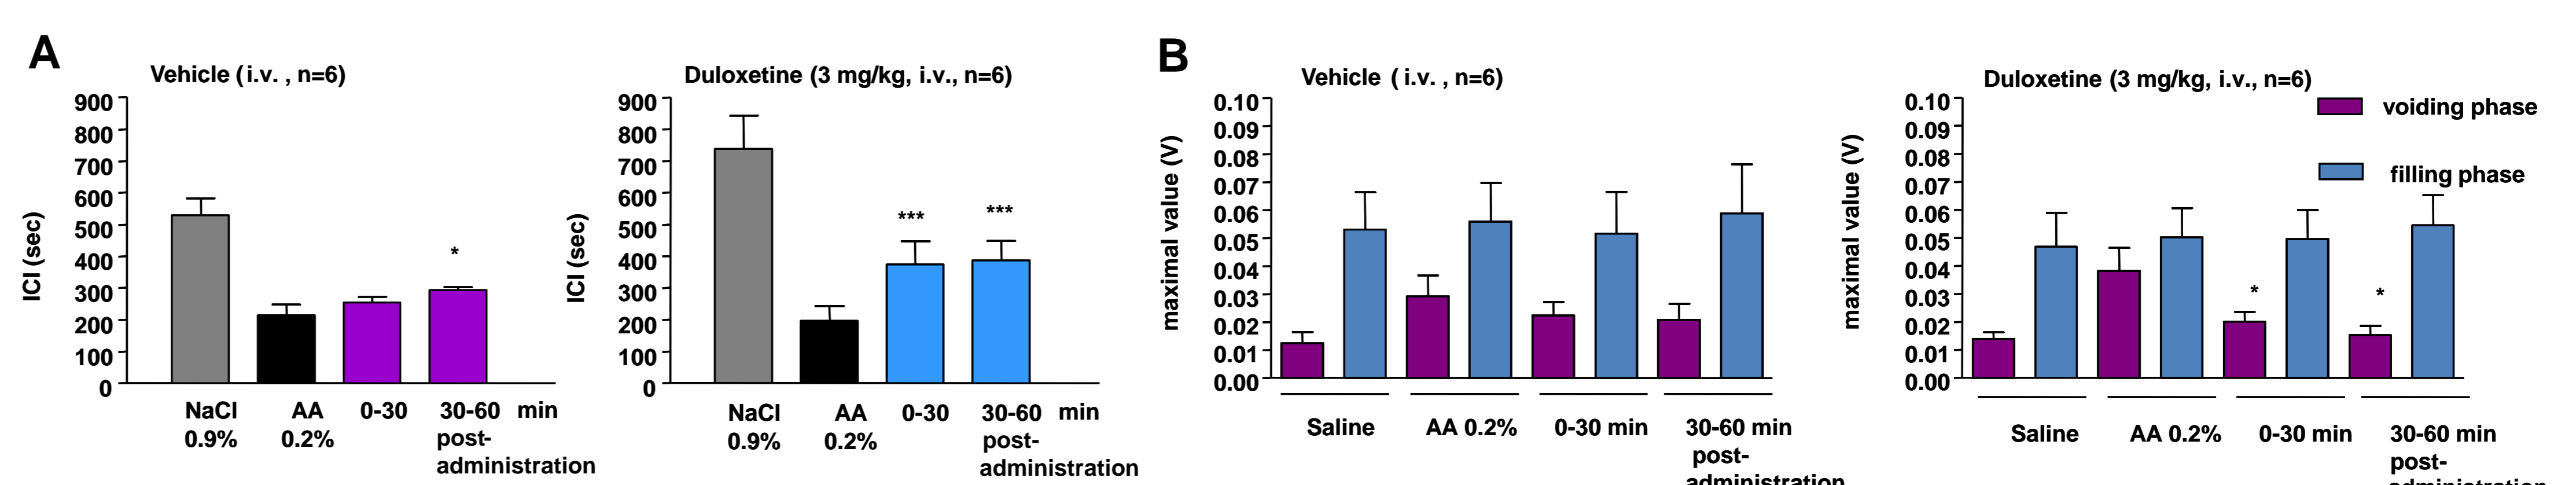 A
Vehicle ( i.v. , n=6)
900
800
700
600
500
400
300
200
100
0
ICI (sec)
*
NaCl 0.9%
AA 0.2%
0-30
30-60 min
post-
administration
Duloxetine (3 mg/kg, i.v., n=6)
900
800
700
600
500
400
300
200
100
0
ICI (sec)
***
***
NaCl 0.9%
AA 0.2%
0-30
30-60 min
post-
administration
B
Vehicle ( i.v. , n=6)
0.10
0.09
0.08
0.07
0.06
0.05
0.04
0.03
0.02
0.01
0.00
maximal value (V)
Saline
AA 0.2%
0-30 min
30-60 min
post-
administration
Duloxetine (3 mg/kg, i.v., n=6)
0.10
0.09
0.08
0.07
0.06
0.05
0.04
0.03
0.02
0.01
0.00
maximal value (V)
voiding phase
filling phase
*
*
Saline
AA 0.2%
0-30 min
30-60 min
post-